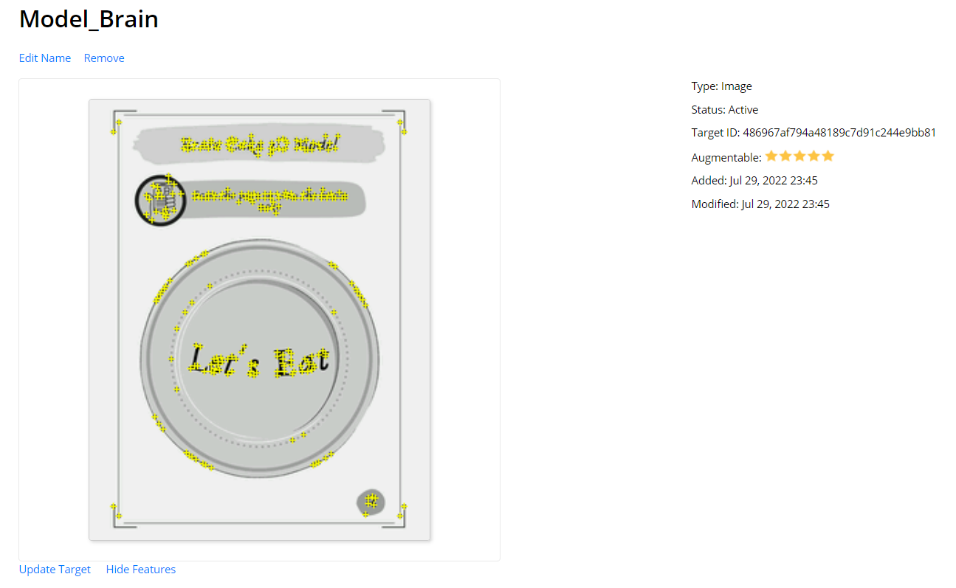 Model_Brain
Edit Name Remove
Type: Image
Status: Active
Target ID: 486967af794a48189c7d91c244e9bb81
Augmentable:
Added: Jul 29, 2022 23:45
Modified: Jul 29, 2022 23:45
Model
Let's Eat
Update Target Hide Features